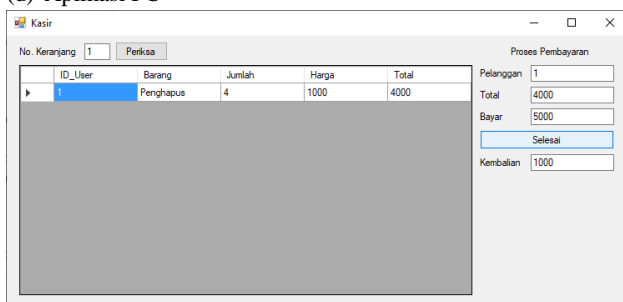 (d) Aplikasi PC
Kasir
No. Keranjang 1 Periksa Proses Pembayaran
ID_User Barang Jumlah Harga Total
1 Penghapus 4 1000 4000
Pelanggan 1
Total 4000
Bayar 5000
Selesai
Kembalian 1000